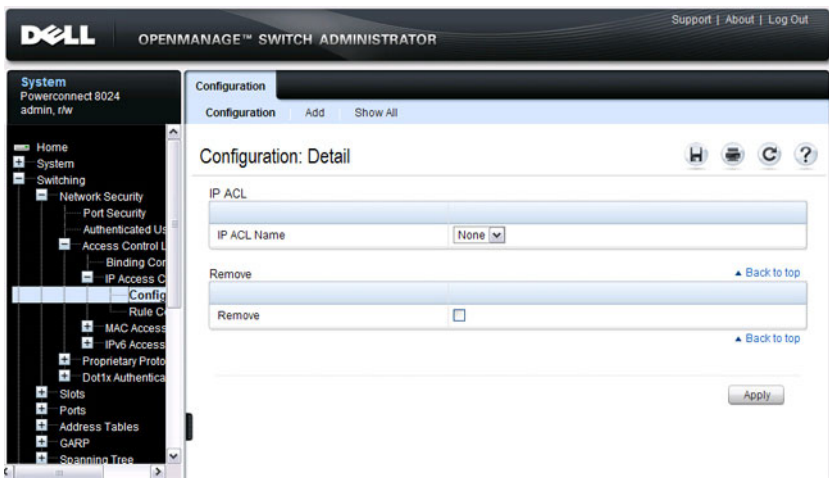 Support | About | Log Out
DELL
OPENMANAGE™ SWITCH ADMINISTRATOR
System
Powerconnect 8024
admin, r/w
Home
System
Switching
Network Security
Port Security
Authenticated Us
Access Control L
Binding Cor
IP Access C
Config
Rule Co
MAC Access
IPv6 Access
Proprietary Proto
Dot1x Authentica
Slots
Ports
Address Tables
GARP
Spanning Tree
Configuration
Configuration Add Show All
Configuration: Detail
IP ACL
IP ACL Name None
Remove Back to top
Remove
Back to top
Apply